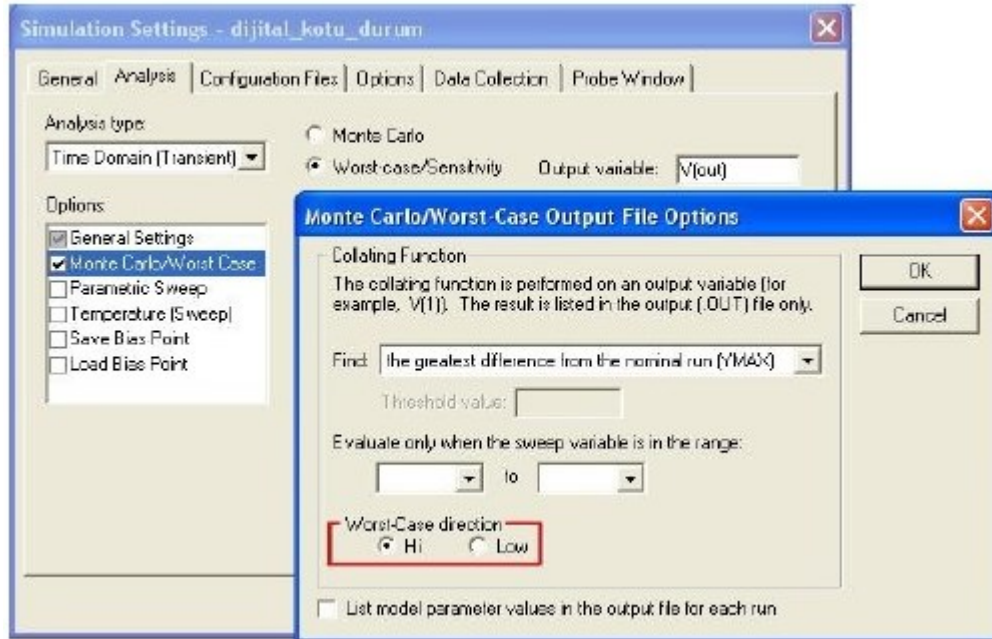 Simulation Settings - dijital_kotu_durum
General
Analysis
Configuration Files
Options
Data Collection
Probe Window
Analysis type:
Time Domain (Transient)
Options:
General Settings
Monte Carlo/Worst Case
Parametric Sweep
Temperature (Sweep)
Save Bias Point
Load Bias Point
Monte Carlo
Worst-case/Sensitivity
Output variable:
V(out)
Monte Carlo/Worst-Case Output File Options
Collating Function
The collating function is performed on an output variable (for
example, V(1)). The result is listed in the output (.OUT) file only.
Find:
the greatest difference from the nominal run (YMAX)
Threshold value:
Evaluate only when the sweep variable is in the range:
to
Worst-Case direction
Hi
Low
List model parameter values in the output file for each run
OK
Cancel